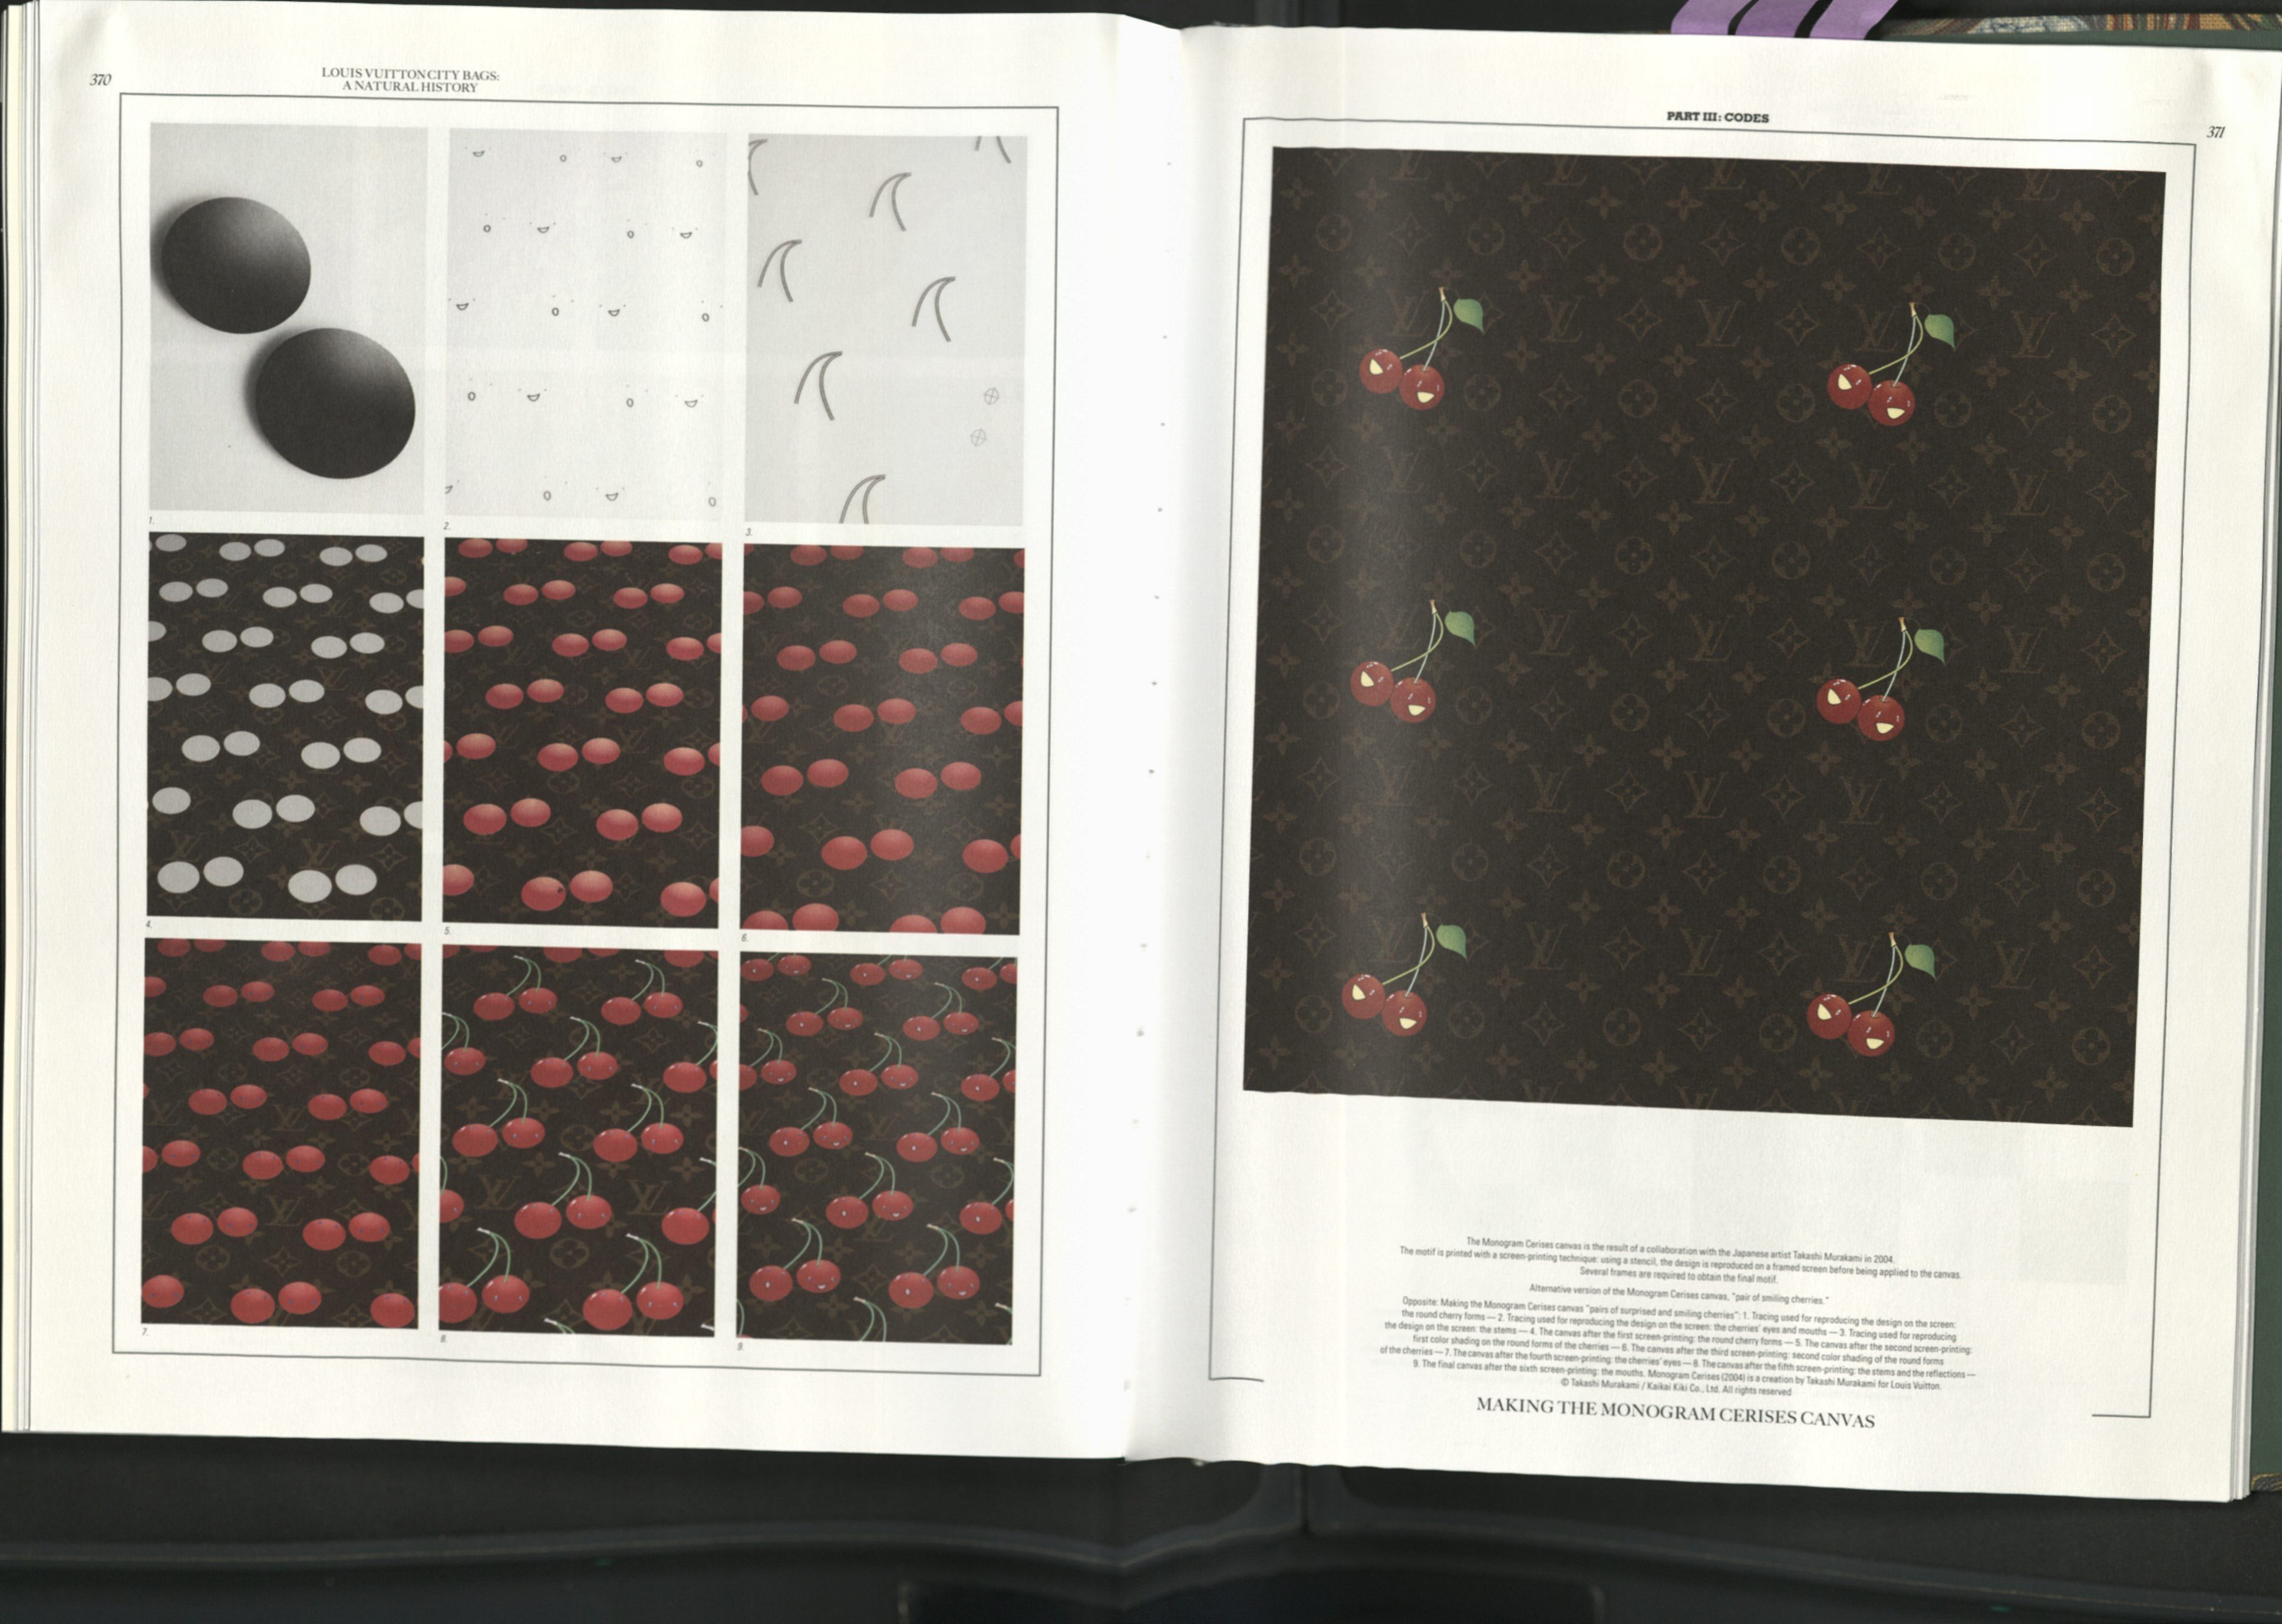 370
LOUIS VUITTON CITY BAGS:
A NATURAL HISTORY
1.
2.
3.
4.
5.
6.
7.
8.
9.
PART III: CODES
371
The Monogram Cerises canvas is the result of a collaboration with the Japanese artist Takashi Murakami in 2004.
The motif is printed with a screen-printing technique: using a stencil, the design is reproduced on a framed screen before being applied to the canvas.
Several frames are required to obtain the final motif.
Alternative version of the Monogram Cerises canvas, "pair of smiling cherries."
Opposite: Making the Monogram Cerises canvas "pairs of surprised and smiling cherries": 1. Tracing used for reproducing the design on the screen:
the round cherry forms — 2. Tracing used for reproducing the design on the screen: the cherries' eyes and mouths — 3. Tracing used for reproducing
the design on the screen: the stems — 4. The canvas after the first screen-printing: the round cherry forms — 5. The canvas after the second screen-printing:
first color shading on the round forms of the cherries — 6. The canvas after the third screen-printing: second color shading of the round forms
of the cherries — 7. The canvas after the fourth screen-printing: the cherries' eyes — 8. The canvas after the fifth screen-printing: the stems and the reflections —
9. The final canvas after the sixth screen-printing: the mouths. Monogram Cerises (2004) is a creation by Takashi Murakami for Louis Vuitton.
© Takashi Murakami / Kaikai Kiki Co., Ltd. All rights reserved
MAKING THE MONOGRAM CERISES CANVAS